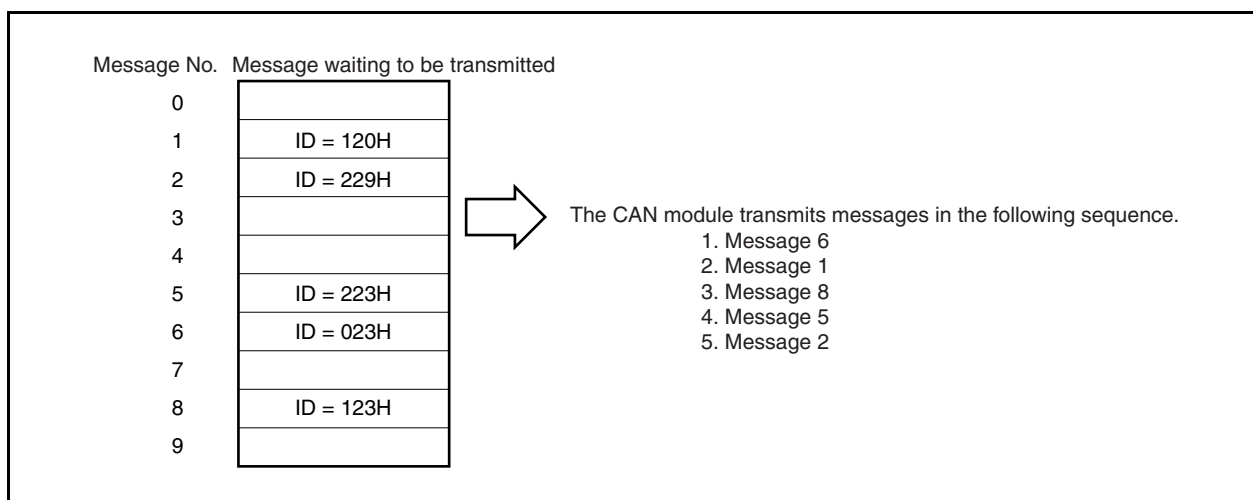 Message No. Message waiting to be transmitted
0
1 ID = 120H
2 ID = 229H
3
4
5 ID = 223H
6 ID = 023H
7
8 ID = 123H
9
The CAN module transmits messages in the following sequence.
1. Message 6
2. Message 1
3. Message 8
4. Message 5
5. Message 2